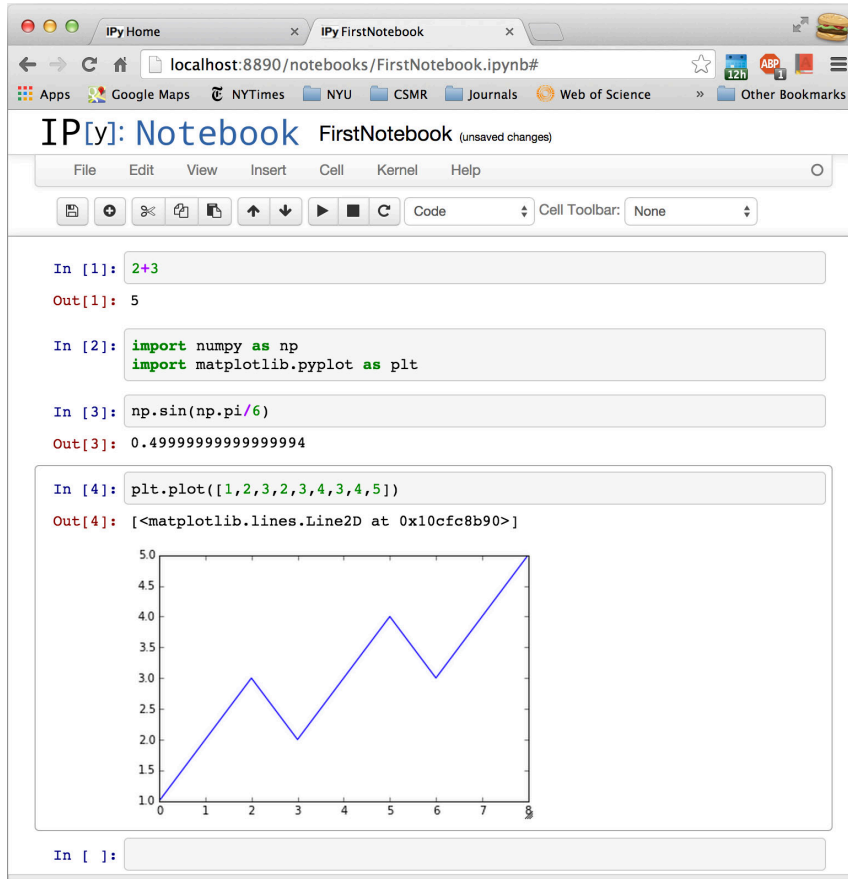 IPy Home
IPy FirstNotebook
localhost:8890/notebooks/FirstNotebook.ipynb#
12h
ABP
1
Apps Google Maps NYTimes NYU CSMR Journals Web of Science » Other Bookmarks
IP[y]: Notebook FirstNotebook (unsaved changes)
File Edit View Insert Cell Kernel Help
Code Cell Toolbar: None
In [1]: 2+3
Out[1]: 5
In [2]: import numpy as np
import matplotlib.pyplot as plt
In [3]: np.sin(np.pi/6)
Out[3]: 0.49999999999999994
In [4]: plt.plot([1,2,3,2,3,4,3,4,5])
Out[4]: [<matplotlib.lines.Line2D at 0x10cfc8b90>]
5.0
4.5
4.0
3.5
3.0
2.5
2.0
1.5
1.0
0 1 2 3 4 5 6 7 8
In [ ]: